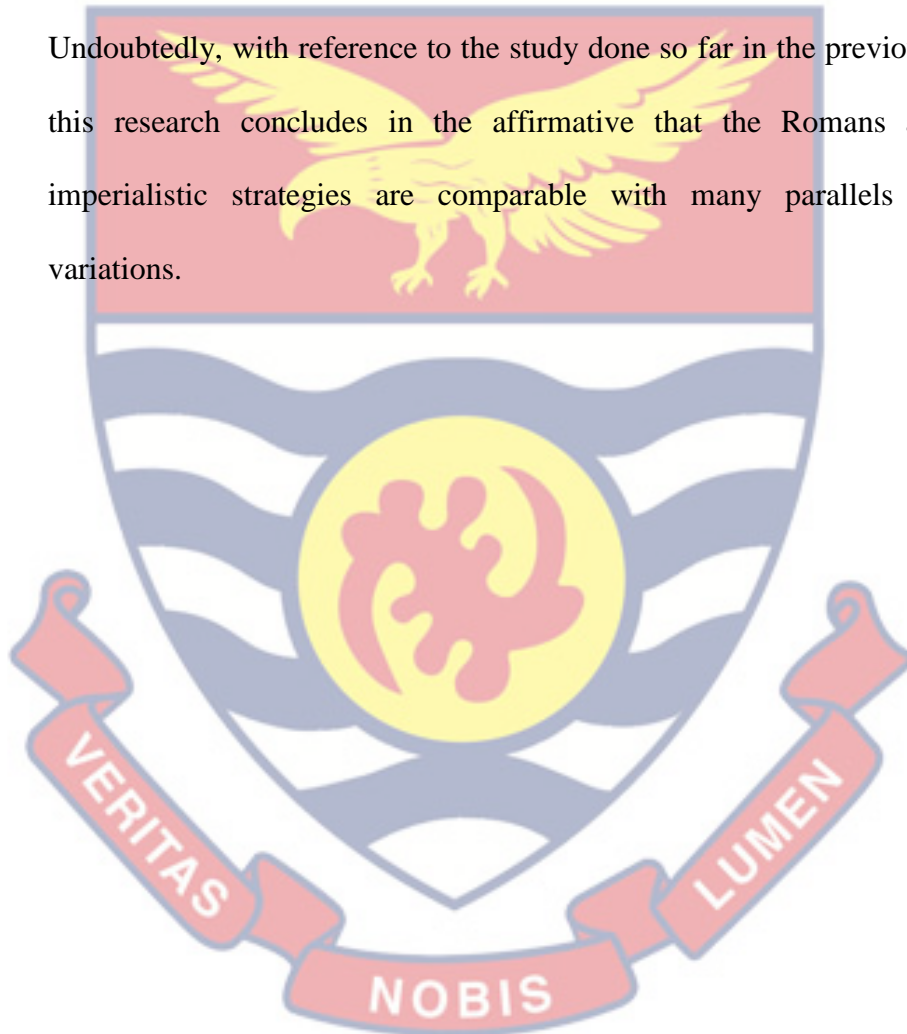 Undoubtedly, with reference to the study done so far in the
this research concludes in the affirmative that the Romans
imperialistic strategies are comparable with many parallels
variations.
VERITAS
NOBIS
LUMEN